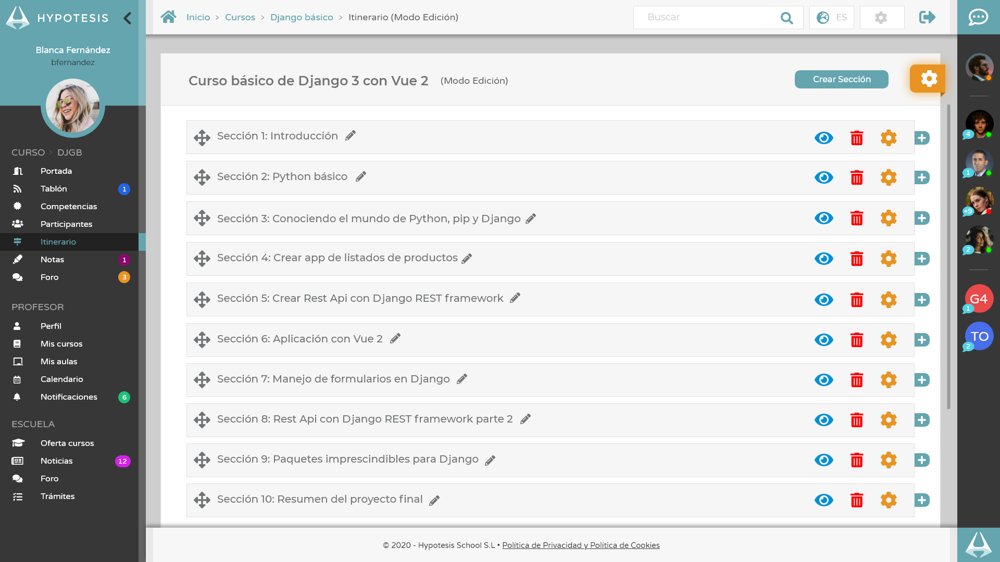 HYPOTESIS
Blanca Fernández
bfernandez
CURSO > DJGB
Portada
Tablón 1
Competencias
Participantes
Itinerario
Notas 1
Foro 3
PROFESOR
Perfil
Mis cursos
Mis aulas
Calendario
Notificaciones 6
ESCUELA
Oferta cursos
Noticias 12
Foro
Trámites
Inicio > Cursos > Django básico > Itinerario (Modo Edición)
Buscar
ES
Curso básico de Django 3 con Vue 2 (Modo Edición)
Crear Sección
Sección 1: Introducción
Sección 2: Python básico
Sección 3: Conociendo el mundo de Python, pip y Django
Sección 4: Crear app de listados de productos
Sección 5: Crear Rest Api con Django REST framework
Sección 6: Aplicación con Vue 2
Sección 7: Manejo de formularios en Django
Sección 8: Rest Api con Django REST framework parte 2
Sección 9: Paquetes imprescindibles para Django
Sección 10: Resumen del proyecto final
© 2020 - Hypotesis School S.L • Política de Privacidad y Política de Cookies
4
1
+9
2
G4
1
TO
2